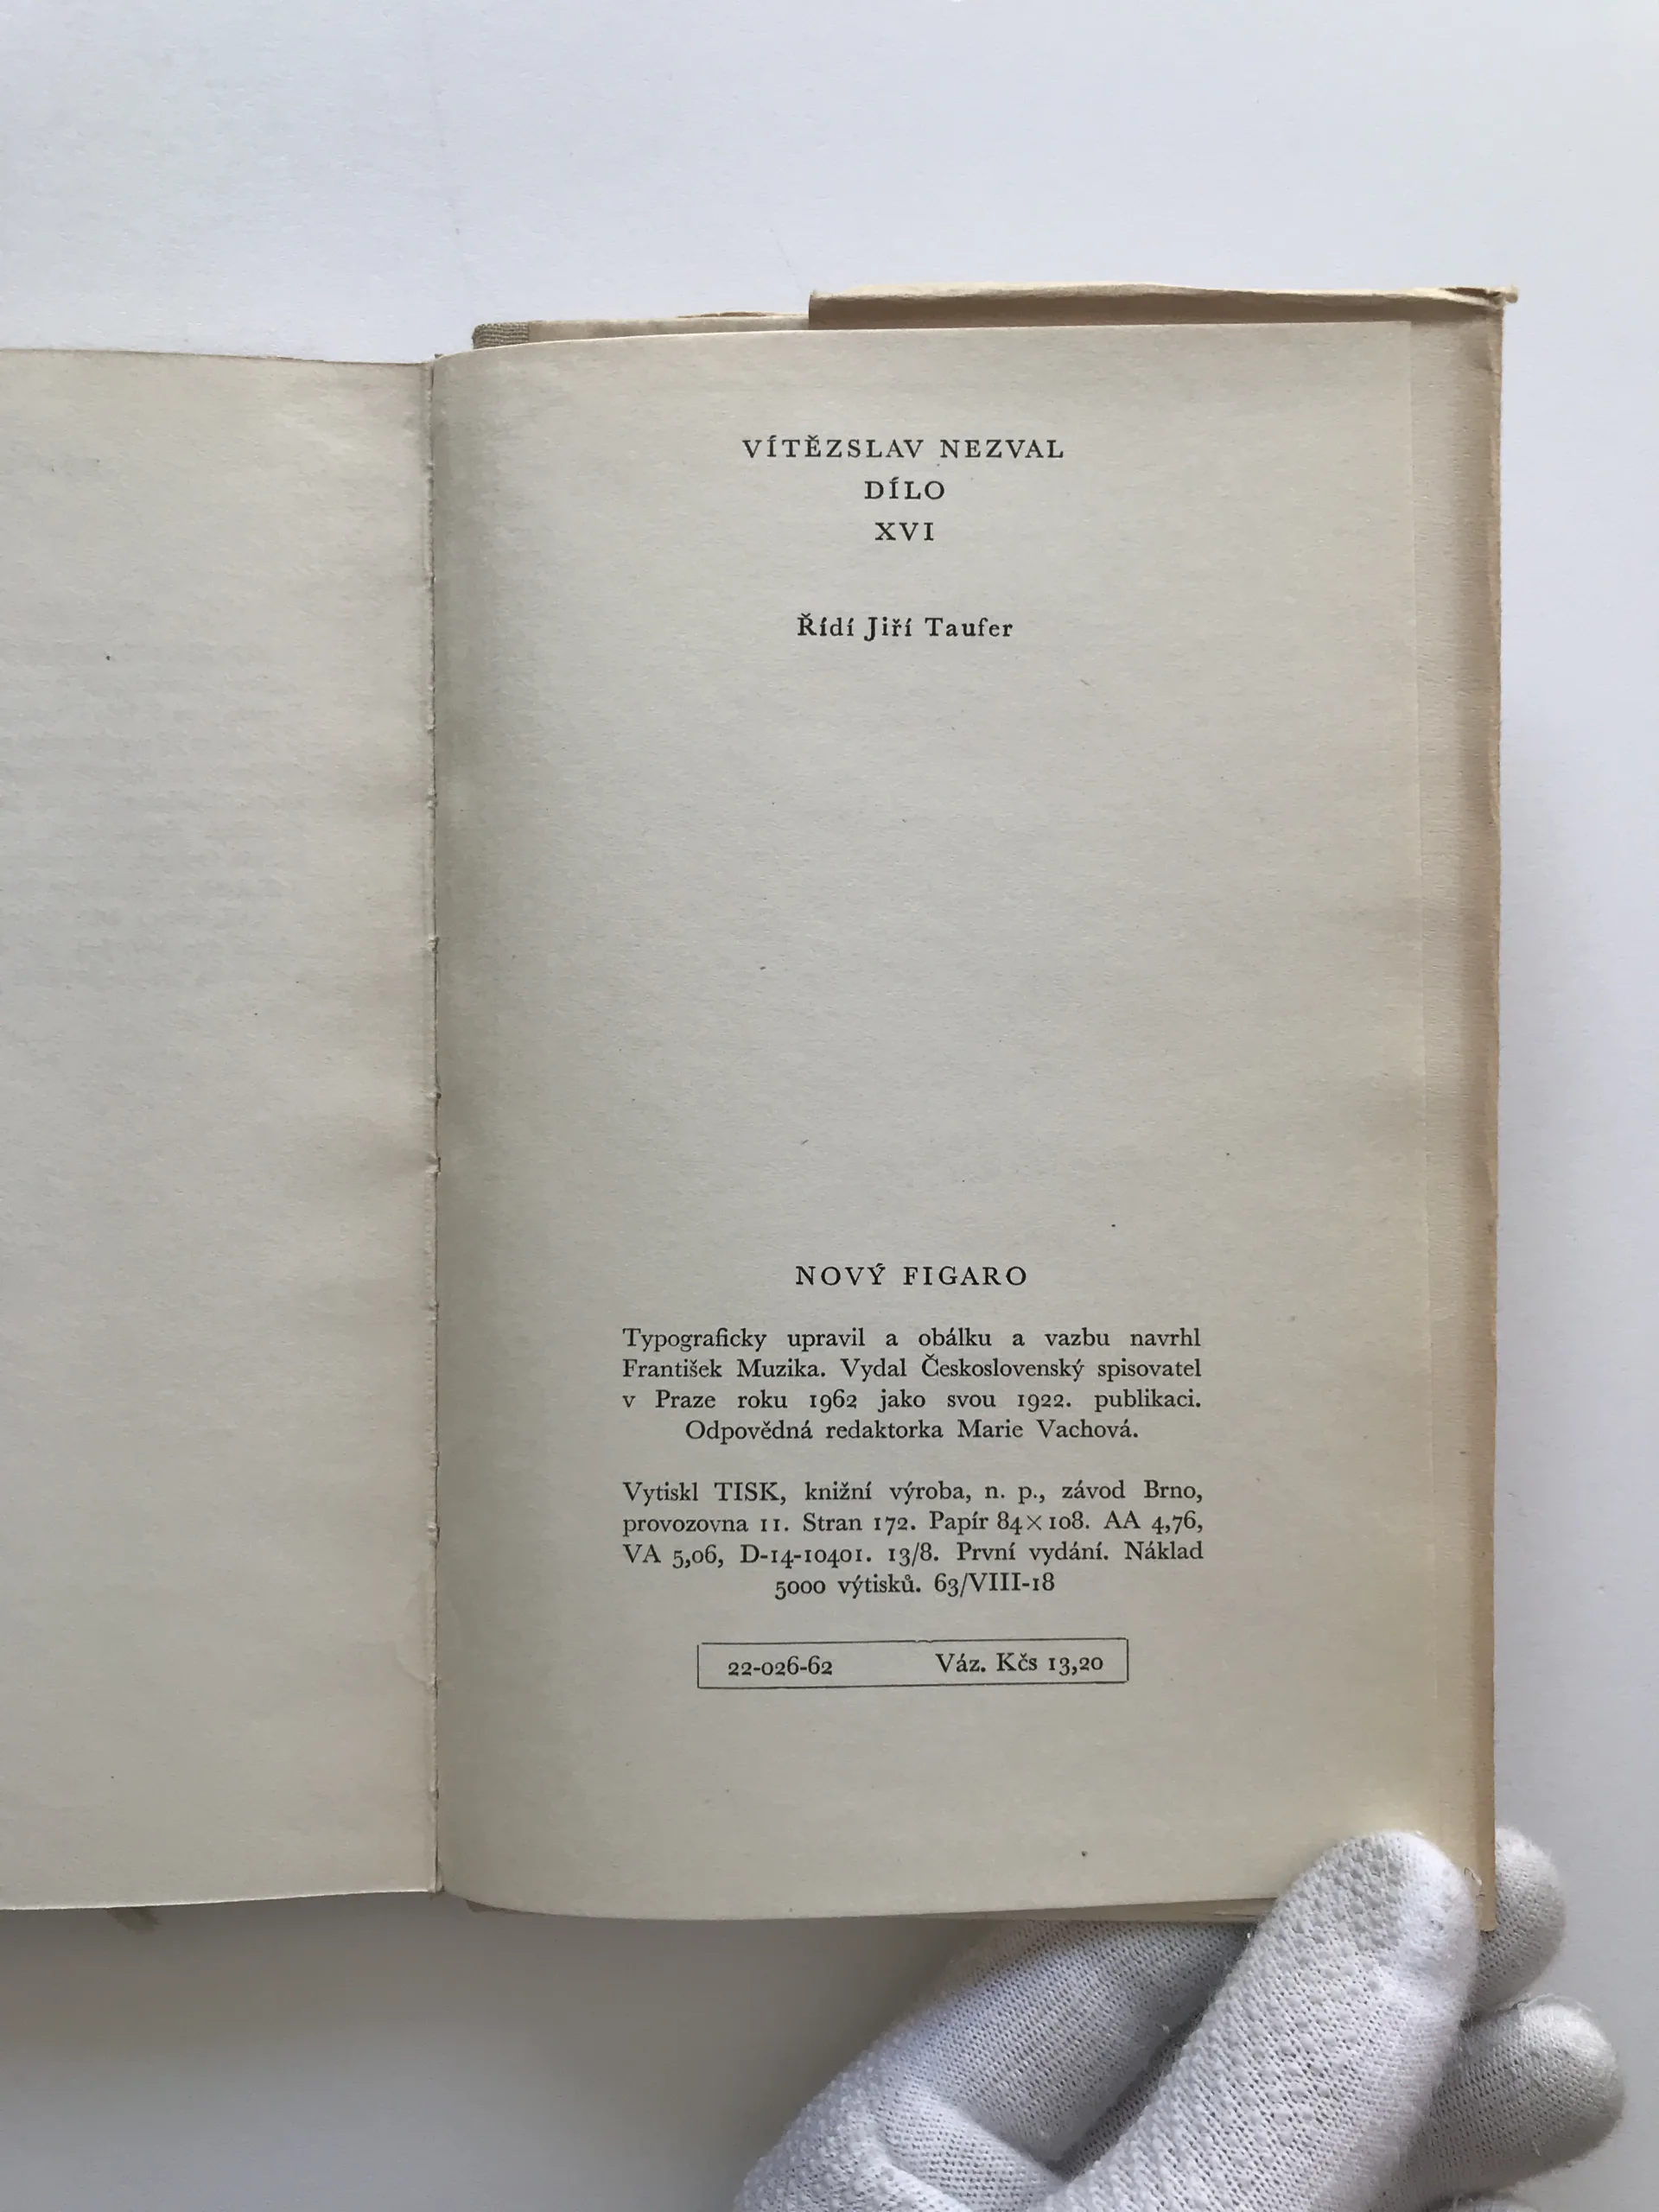 VÍTĚZSLAV NEZVAL
DÍLO
XVI
Řídí Jiří Taufer
NOVÝ FIGARO
Typograficky upravil a obálku a vazbu navrhl
František Muzika. Vydal Československý spisovatel
v Praze roku 1962 jako svou 1922. publikaci.
Odpovědná redaktorka Marie Vachová.
Vytiskl TISK, knižní výroba, n. p., závod Brno,
provozovna 11. Stran 172. Papír 84×108. AA 4,76,
VA 5,06, D-14-10401. 13/8. První vydání. Náklad
5000 výtisků. 63/VIII-18
22-026-62 Váz. Kčs 13,20